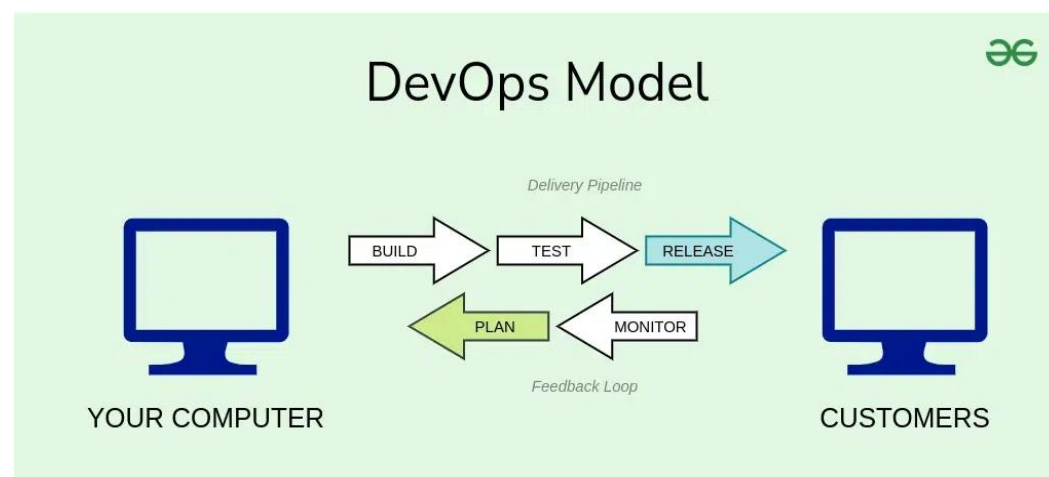 DevOps Model
Delivery Pipeline
BUILD
TEST
RELEASE
PLAN
MONITOR
Feedback Loop
YOUR COMPUTER
CUSTOMERS